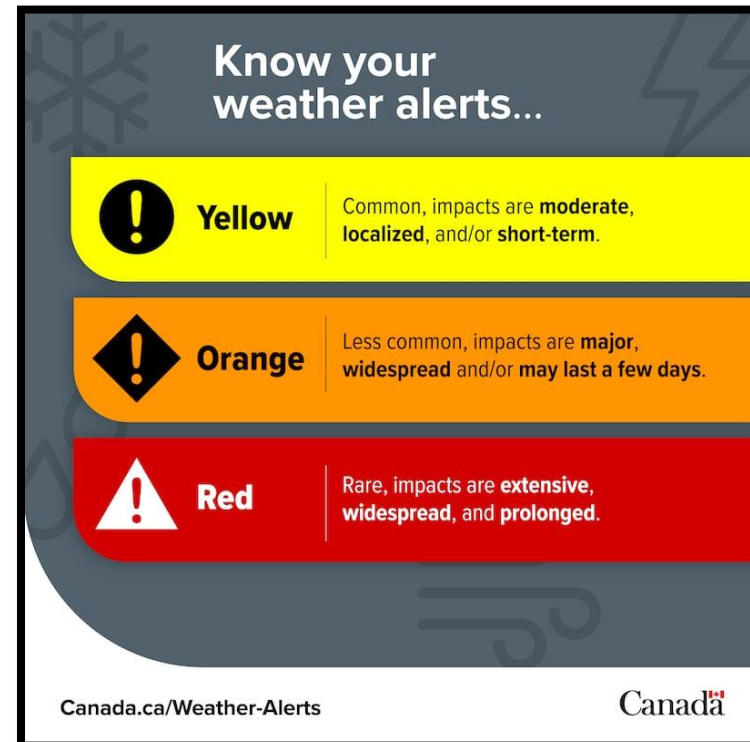 Know your
weather alerts...
Yellow
Common, impacts are moderate,
localized, and/or short-term.
Orange
Less common, impacts are major,
widespread and/or may last a few days.
Red
Rare, impacts are extensive,
widespread, and prolonged.
Canada.ca/Weather-Alerts
Canada